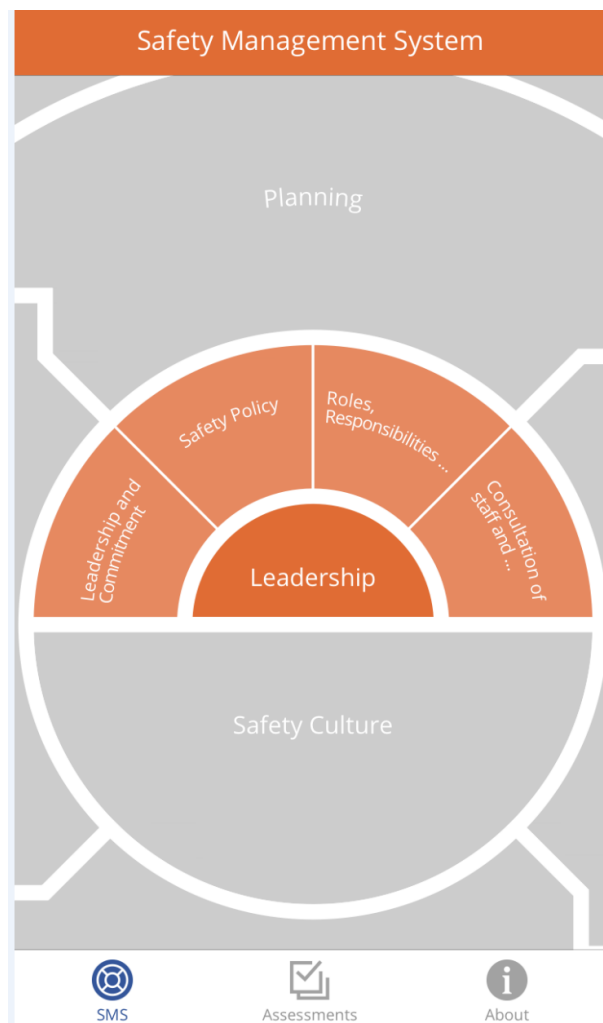 Safety Management System
Planning
Leadership and
Commitment
Safety Policy
Roles,
Responsibilities ...
Consultation of
staff and ...
Leadership
Safety Culture
SMS
Assessments
About